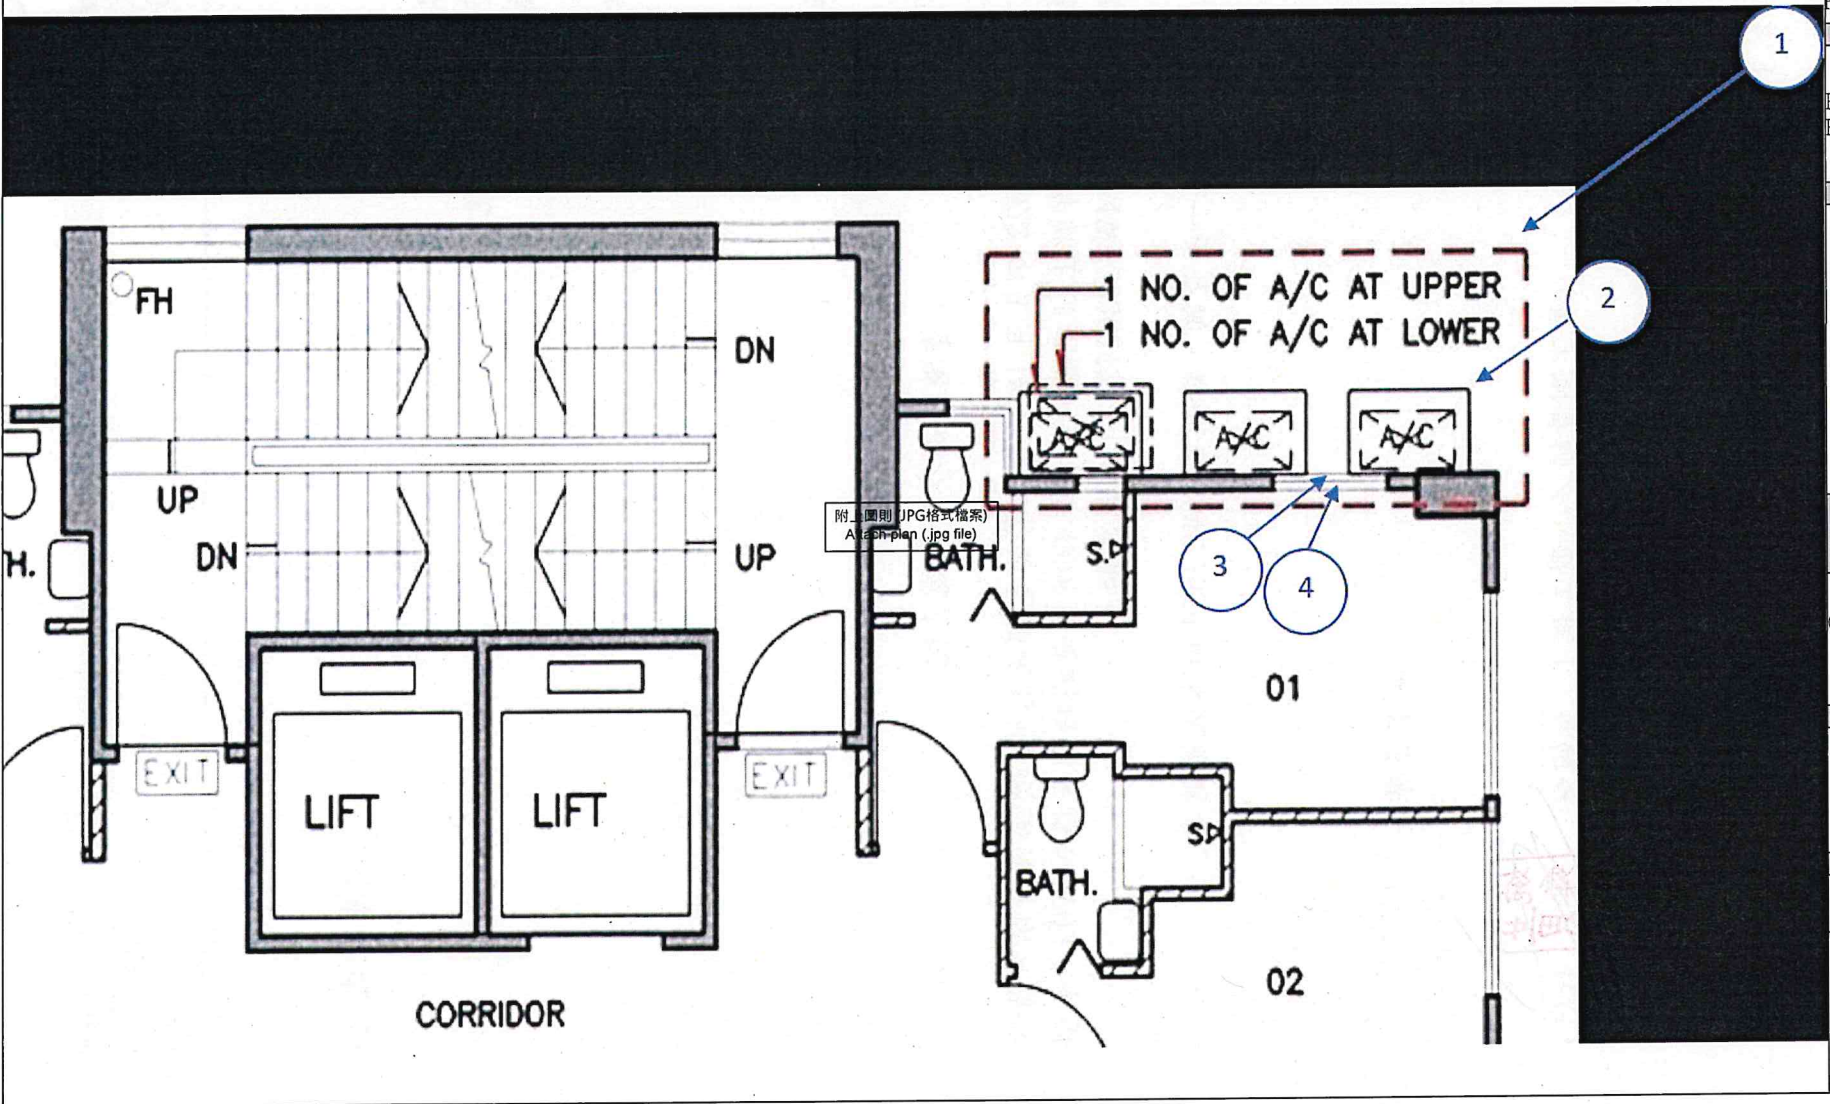 1
2
1 NO. OF A/C AT UPPER
1 NO. OF A/C AT LOWER
FH
DN
A/C
A/C
A/C
UP
附上圖則 (JPG格式檔案)
Attach plan (.jpg file)
DN
UP
BATH.
S.
3
4
H.
01
EXIT
EXIT
LIFT
LIFT
S.
BATH.
02
CORRIDOR